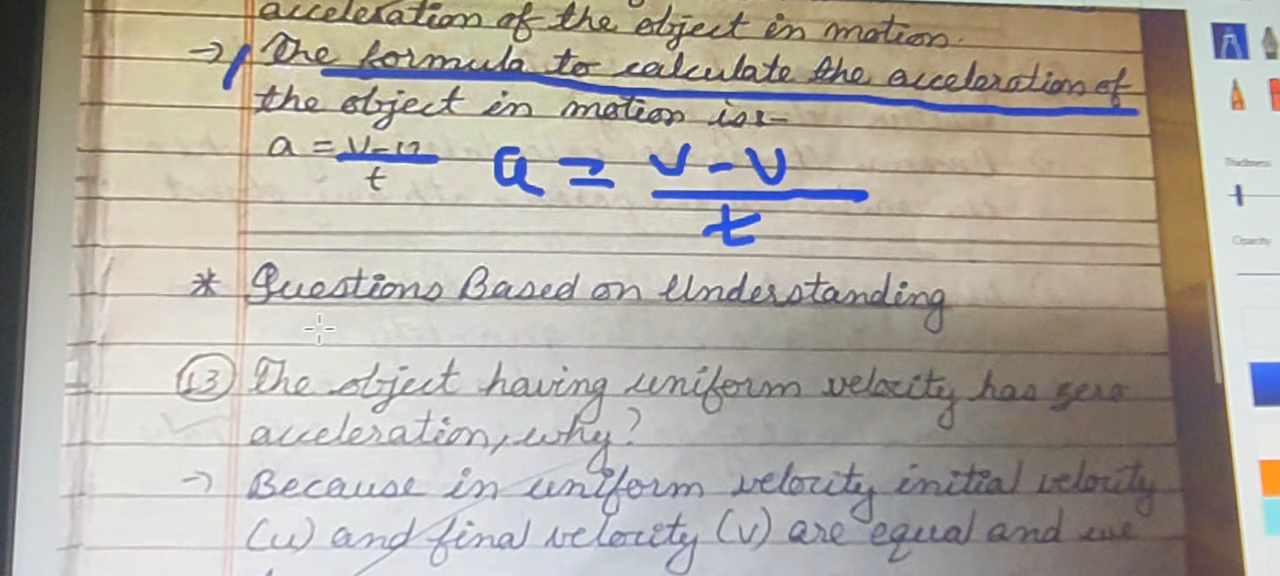 acceleration of the object in motion.
→ The formula to calculate the acceleration of
the object in motion is:-
a = v-u/t a = v-v/t
* Questions Based on Understanding
(13) The object having uniform velocity has zero
acceleration, why?
→ Because in uniform velocity initial velocity
(u) and final velocity (v) are equal and we
Thickness
Opacity